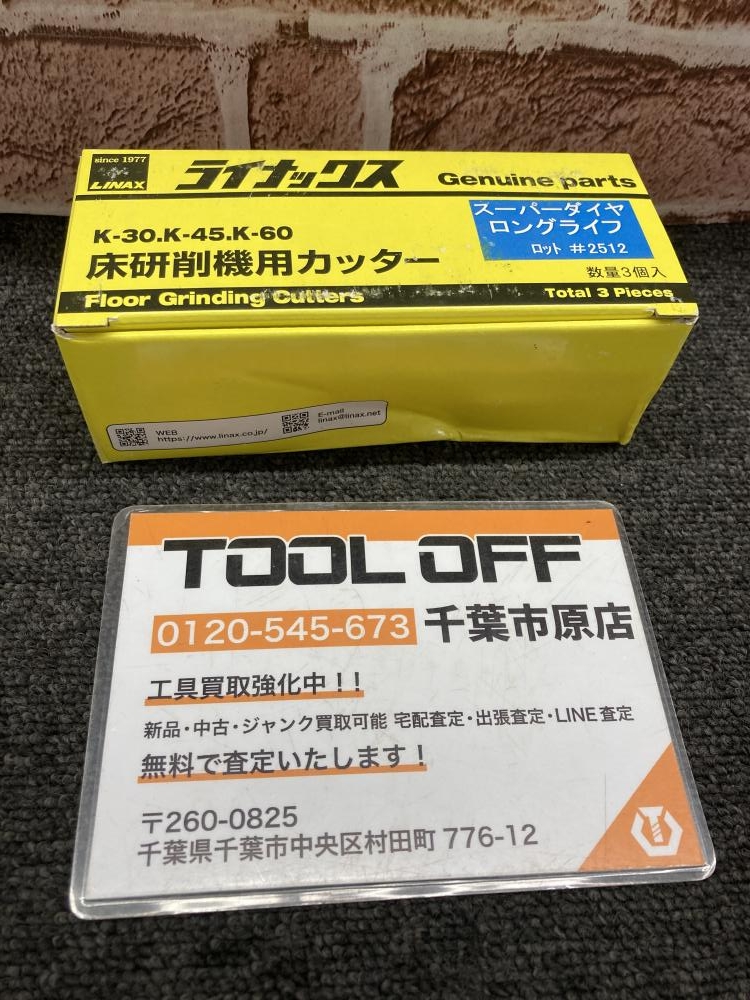 since 1977
LINAX
ライナックス
Genuine parts
K-30.K-45.K-60
床研削機用カッター
スーパーダイヤ
ロングライフ
ロット #2512
数量3個入
Floor Grinding Cutters
Total 3 Pieces
WEB
https://www.linax.co.jp/
E-mail
linax@linax.net
TOOL OFF
0120-545-673 千葉市原店
工具買取強化中!!
新品・中古・ジャンク買取可能 宅配査定・出張査定・LINE査定
無料で査定いたします!
〒260-0825
千葉県千葉市中央区村田町 776-12